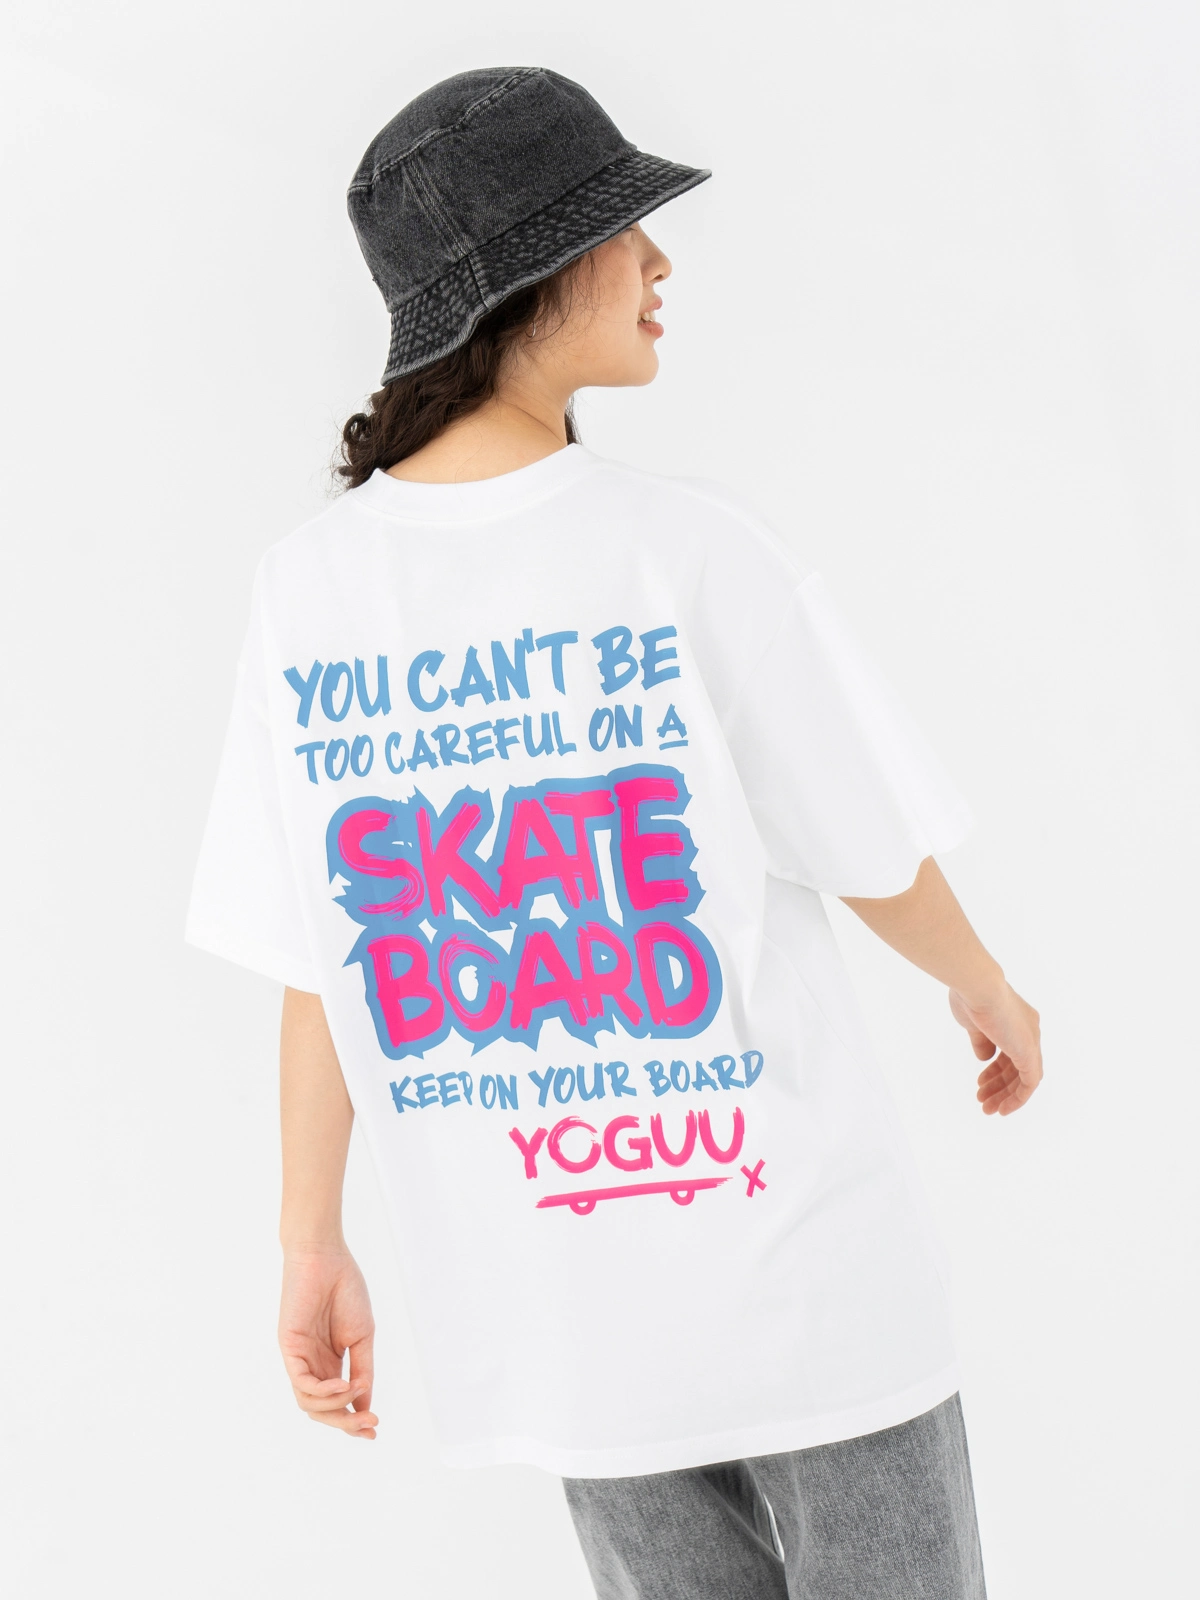 YOU CAN'T BE
TOO CAREFUL ON A
SKATE
BOARD
KEEP ON YOUR BOARD
YOGUU
X